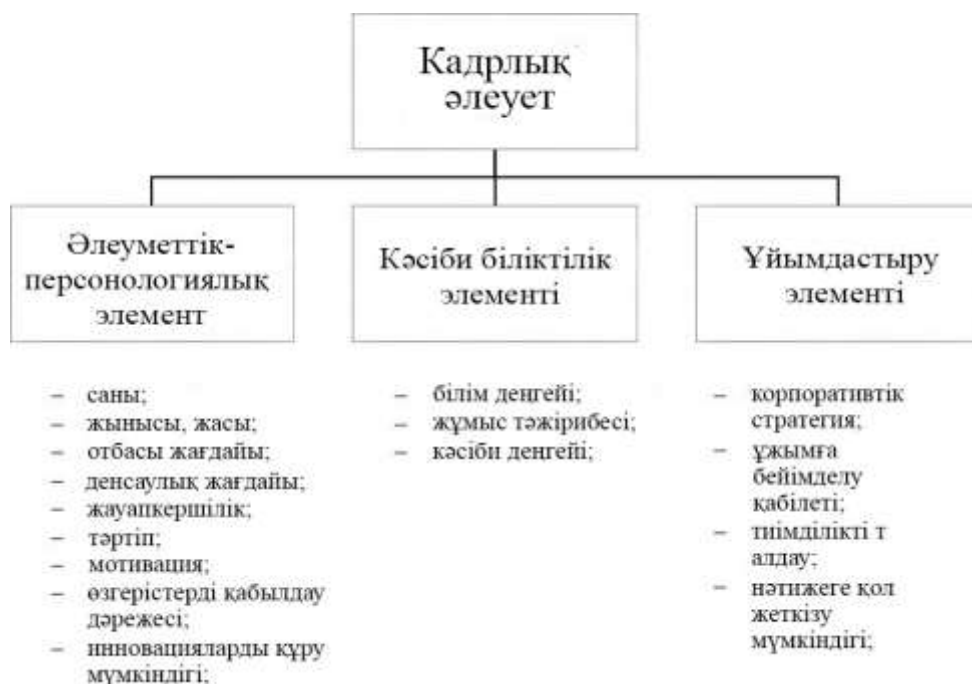 Кадрлық
әлеует
Әлеуметтік-
персонологиялық
элемент
Кәсіби біліктілік
элементі
Ұйымдастыру
элементі
– саны;
– жынысы, жасы;
– отбасы жағдайы;
– денсаулық жағдайы;
– жауапкершілік;
– тәртіп;
– мотивация;
– өзгерістерді қабылдау
дәрежесі;
– инновацияларды құру
мүмкіндігі;
– білім деңгейі;
– жұмыс тәжірибесі;
– кәсіби деңгейі;
– корпоративтік
стратегия;
– ұжымға
бейімделу
қабілеті;
– тиімділікті т
алдау;
– нәтижеге қол
жеткізу
мүмкіндігі;